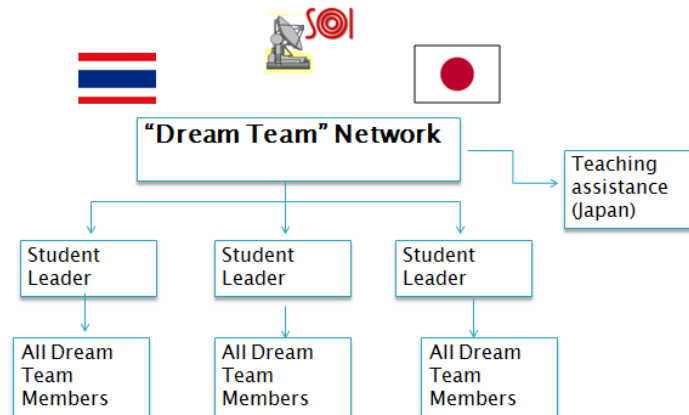 SOI
“Dream Team” Network
Teaching
assistance
(Japan)
Student
Leader
Student
Leader
Student
Leader
All Dream
Team
Members
All Dream
Team
Members
All Dream
Team
Members